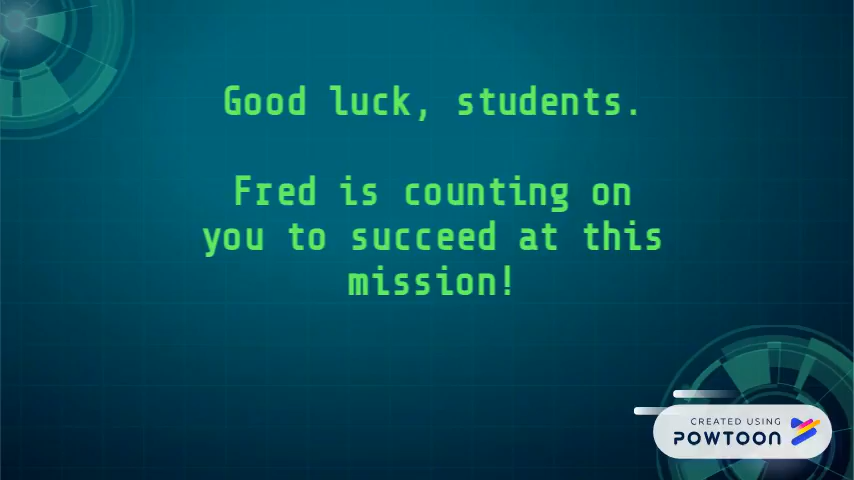 Good luck, students.
Fred is counting on
you to succeed at this
mission!
CREATED USING
POWTOON